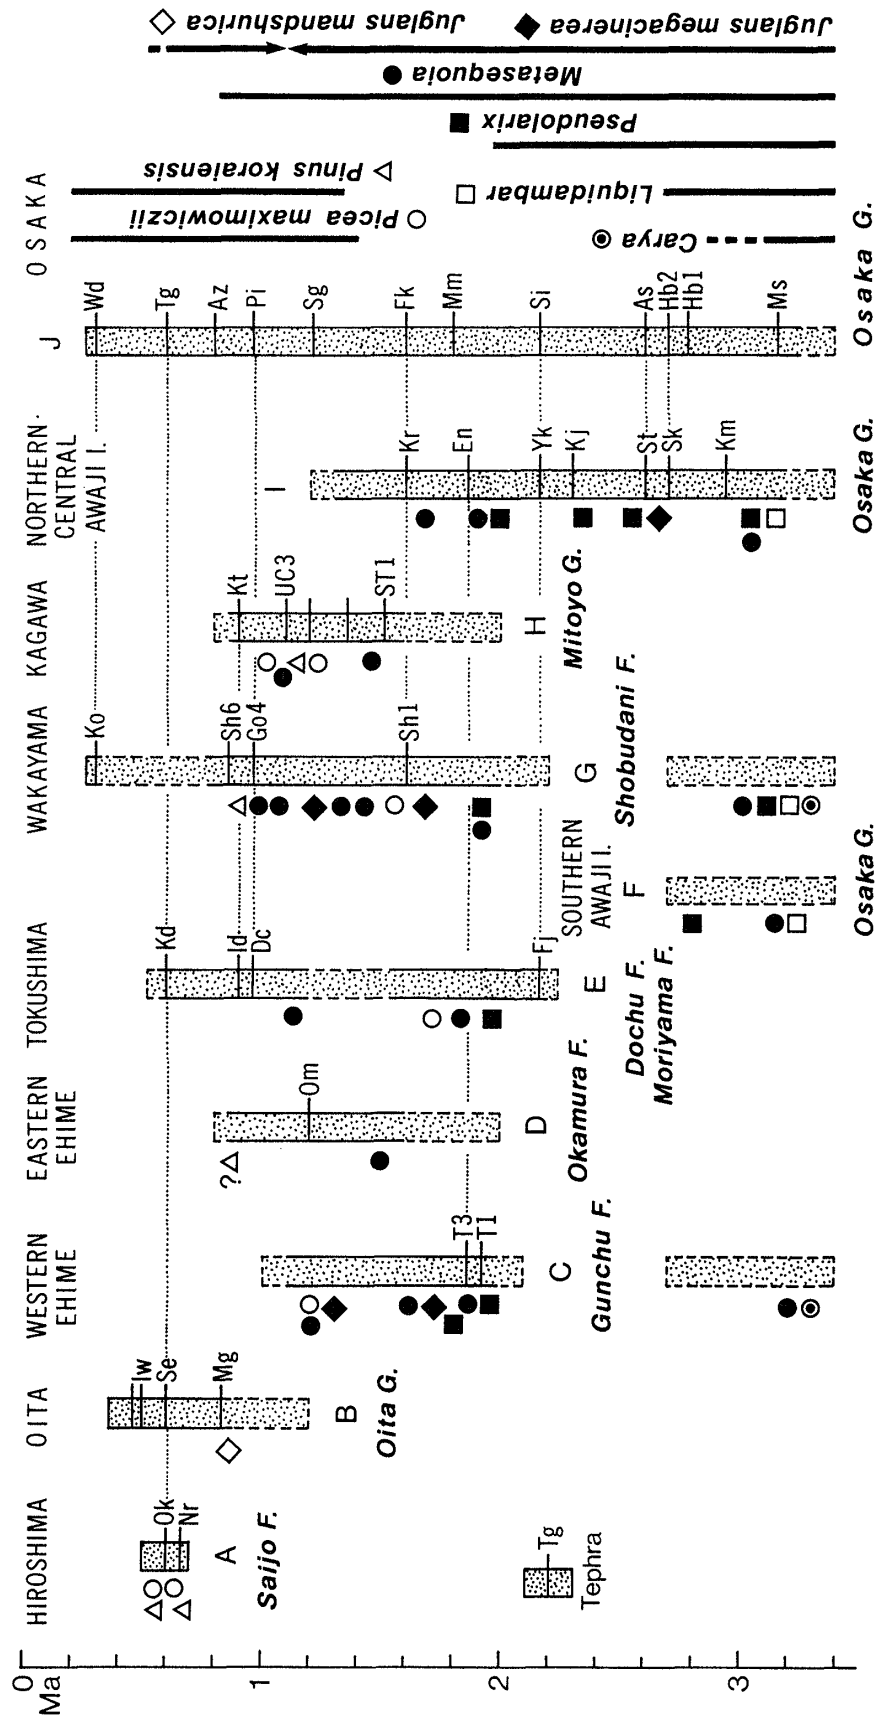 HIROSHIMA
OITA
WESTERN
EHIME
EASTERN
EHIME
TOKUSHIMA
WAKAYAMA
KAGAWA
NORTHERN·
CENTRAL
AWAJI I.
OSAKA
0
Ma
1
2
3
Ok
Nr
A
Saijo F.
Tg
Tephra
Iw
Se
Mg
B
Oita G.
T3
T1
C
Gunchu F.
?
Om
D
Okamura F.
Kd
Id
Dc
Fj
E
Dochu F.
Moriyama F.
SOUTHERN
AWAJI I.
F
Osaka G.
Ko
Sh6
Go4
Sh1
G
Shobudani F.
Kt
UC3
ST1
H
Mitoyo G.
I
Kr
En
Yk
Kj
St
Sk
Km
Osaka G.
J
Wd
Tg
Az
Pi
Sg
Fk
Mm
Si
As
Hb2
Hb1
Ms
Osaka G.
Picea maximowiczii
Carya
Pinus koraiensis
Liquidambar
Pseudolarix
Metasequoia
Juglans mandshurica
Juglans megacinerea